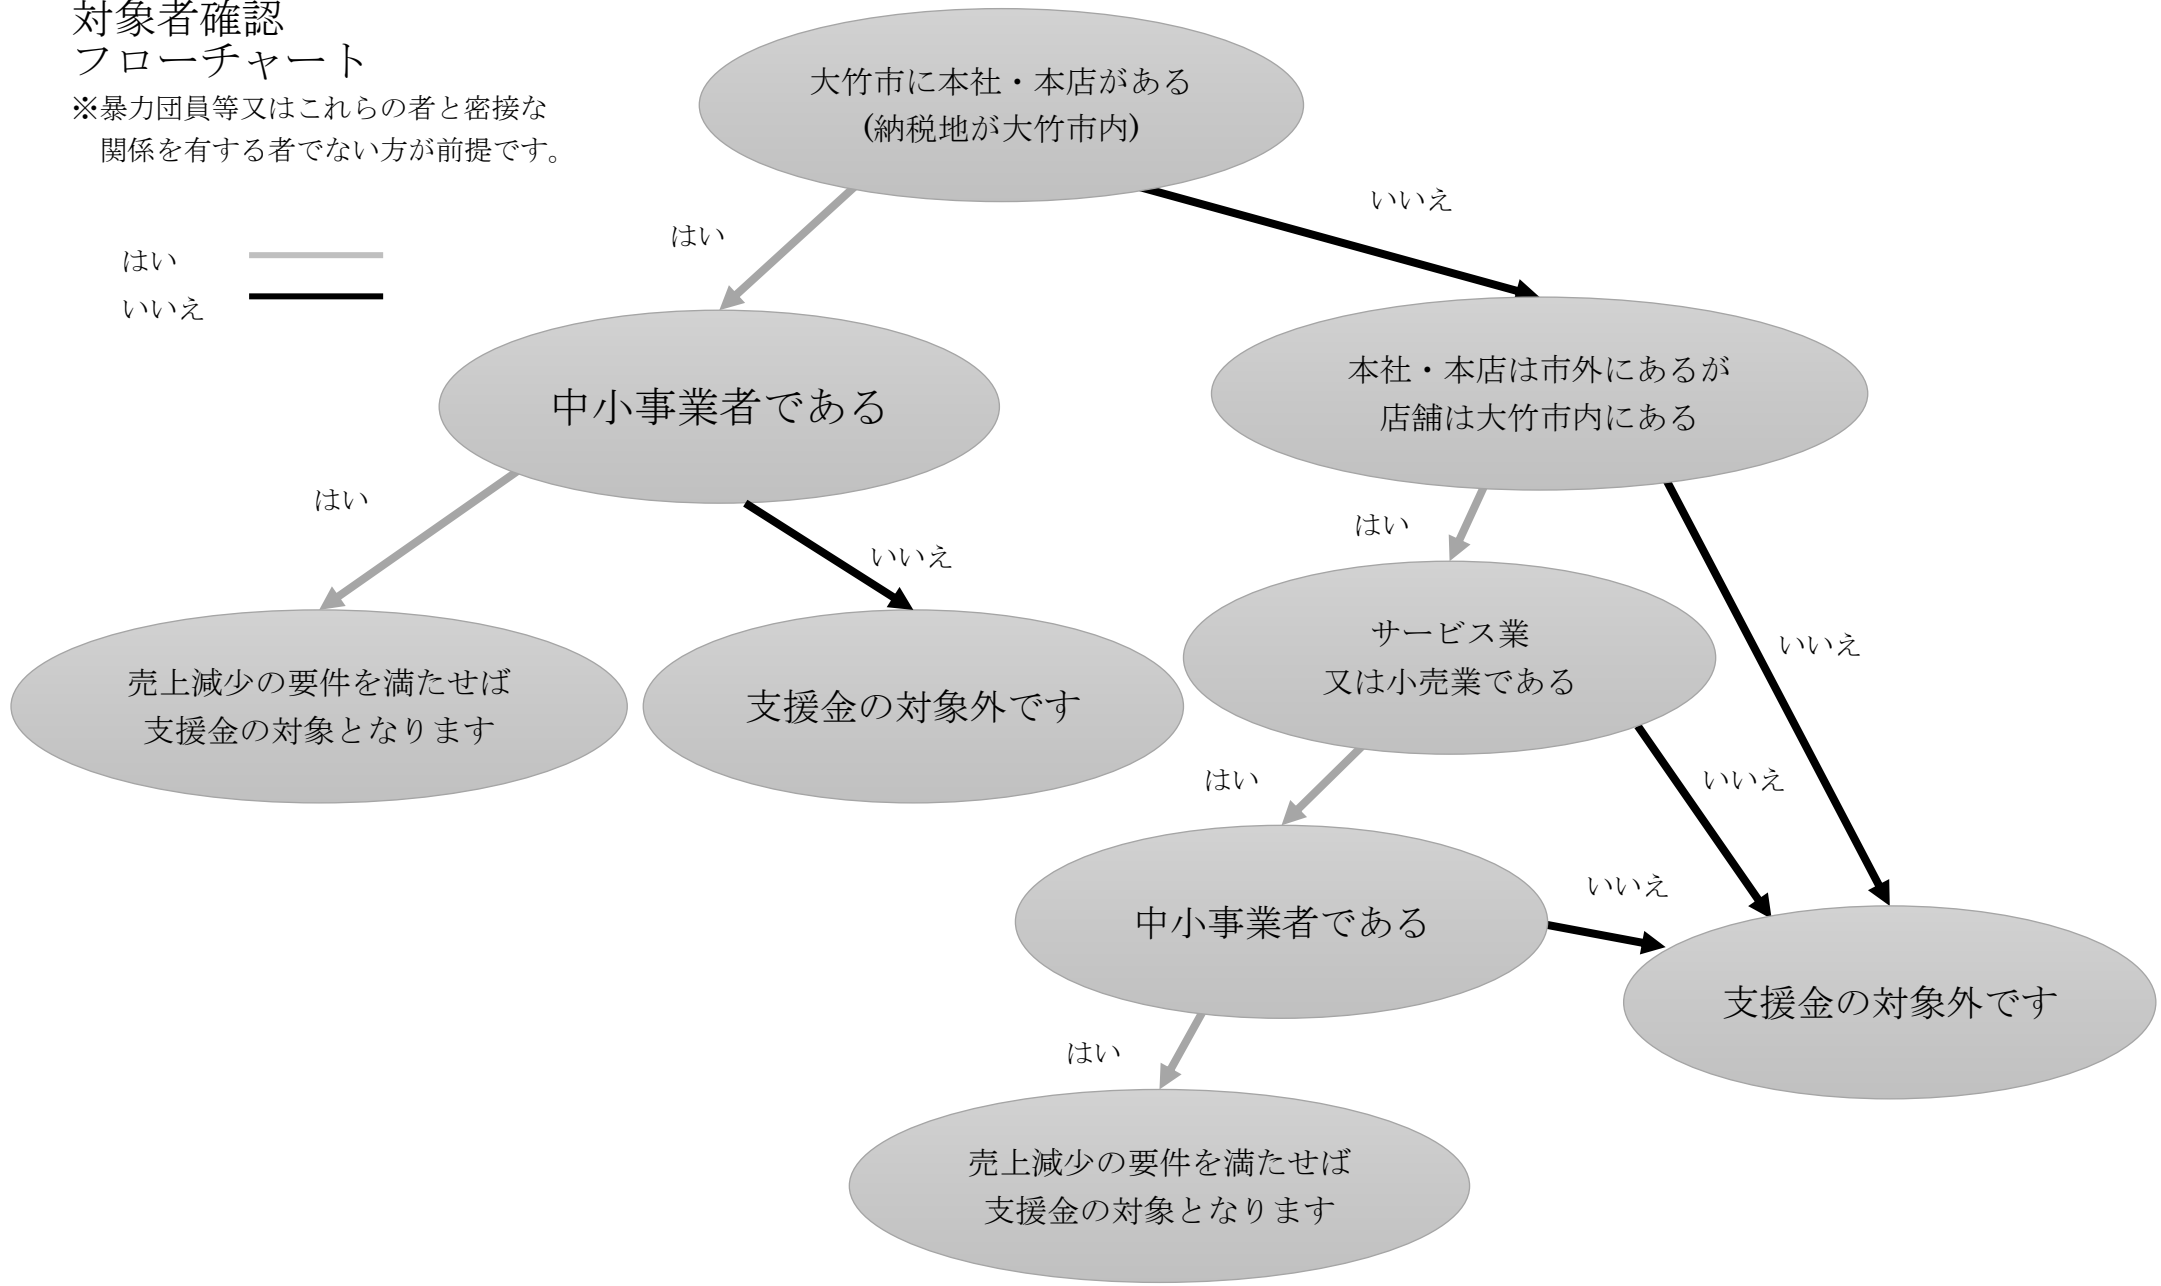 対象者確認
フローチャート
※暴力団員等又はこれらの者と密接な
関係を有する者でない方が前提です。
はい
いいえ
大竹市に本社・本店がある
(納税地が大竹市内)
はい
いいえ
中小事業者である
本社・本店は市外にあるが
店舗は大竹市内にある
はい
いいえ
はい
いいえ
売上減少の要件を満たせば
支援金の対象となります
支援金の対象外です
サービス業
又は小売業である
はい
いいえ
中小事業者である
いいえ
支援金の対象外です
はい
売上減少の要件を満たせば
支援金の対象となります